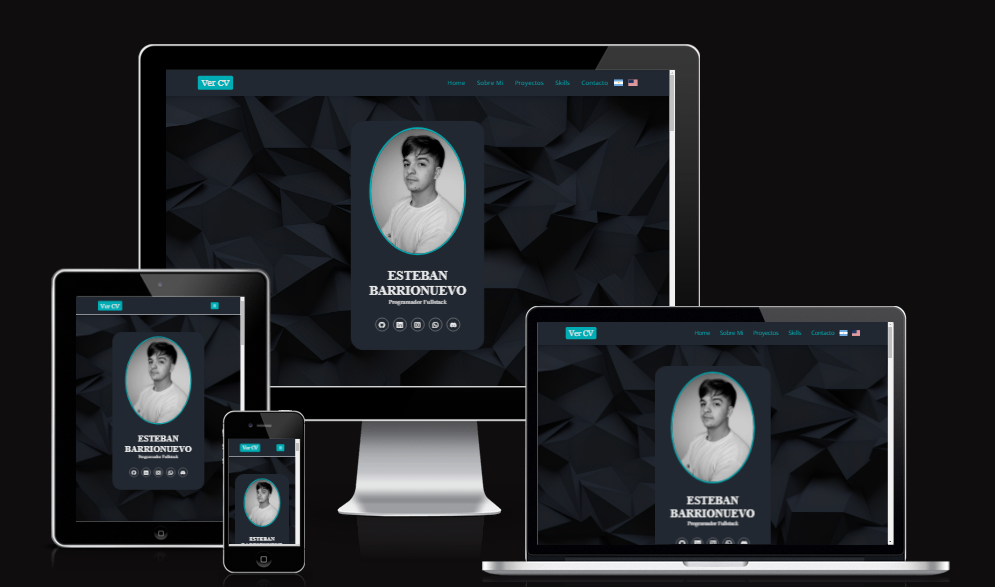 Ver CV
Home Sobre Mi Proyectos Skills Contacto
ESTEBAN
BARRIONUEVO
Programador Fullstack
Ver CV
ESTEBAN
BARRIONUEVO
Programador Fullstack
Ver CV
ESTEBAN
BARRIONUEVO
Ver CV
Home Sobre Mi Proyectos Skills Contacto
ESTEBAN
BARRIONUEVO
Programador Fullstack